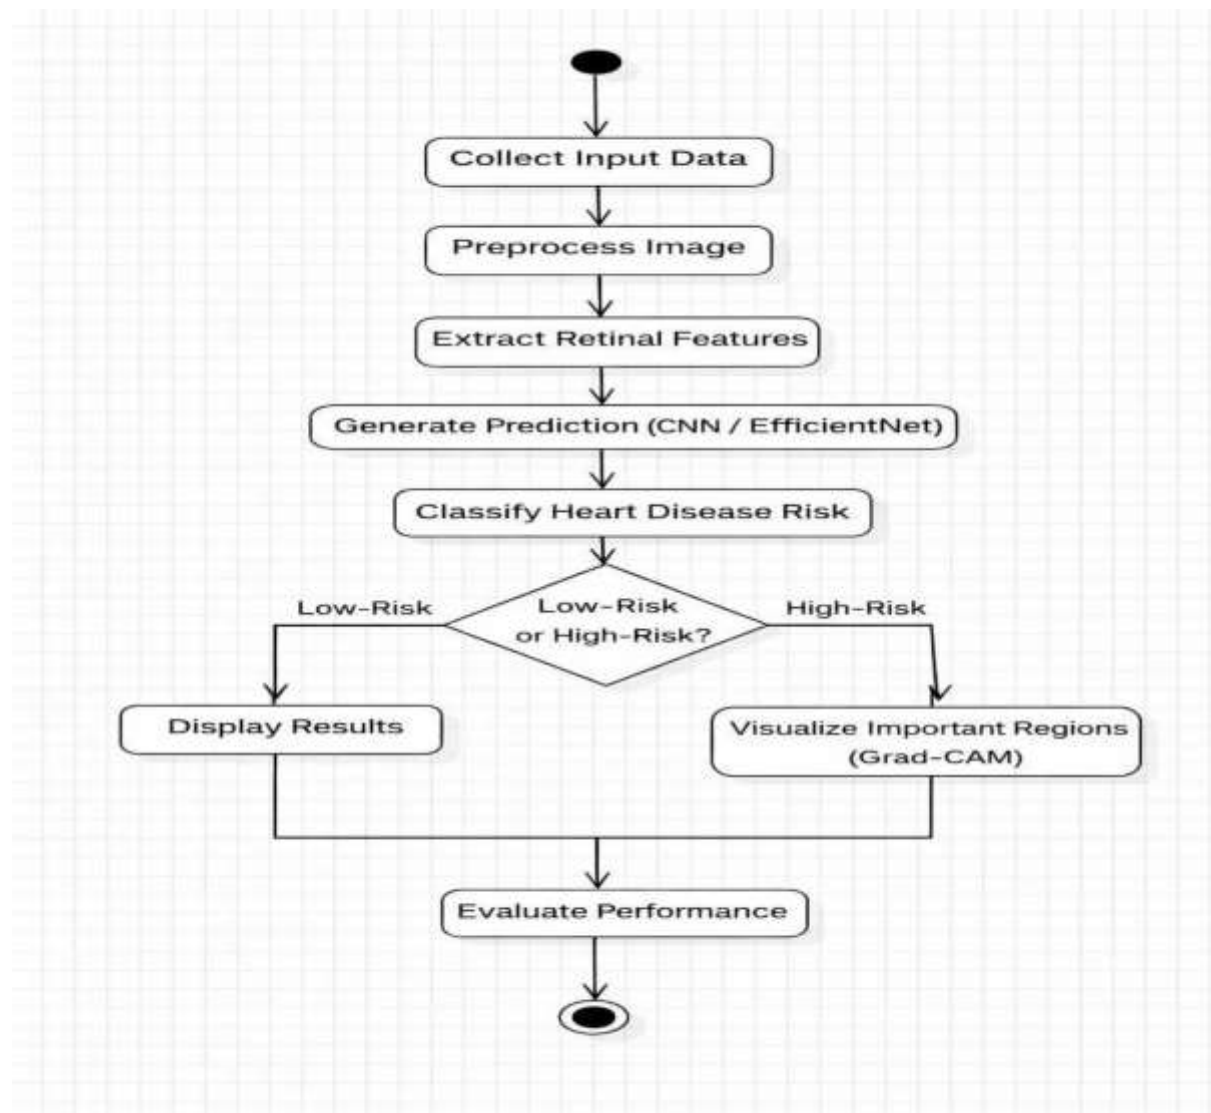 Collect Input Data
Preprocess Image
Extract Retinal Features
Generate Prediction (CNN / EfficientNet)
Classify Heart Disease Risk
Low-Risk
Low-Risk
or High-Risk?
High-Risk
Display Results
Visualize Important Regions
(Grad-CAM)
Evaluate Performance